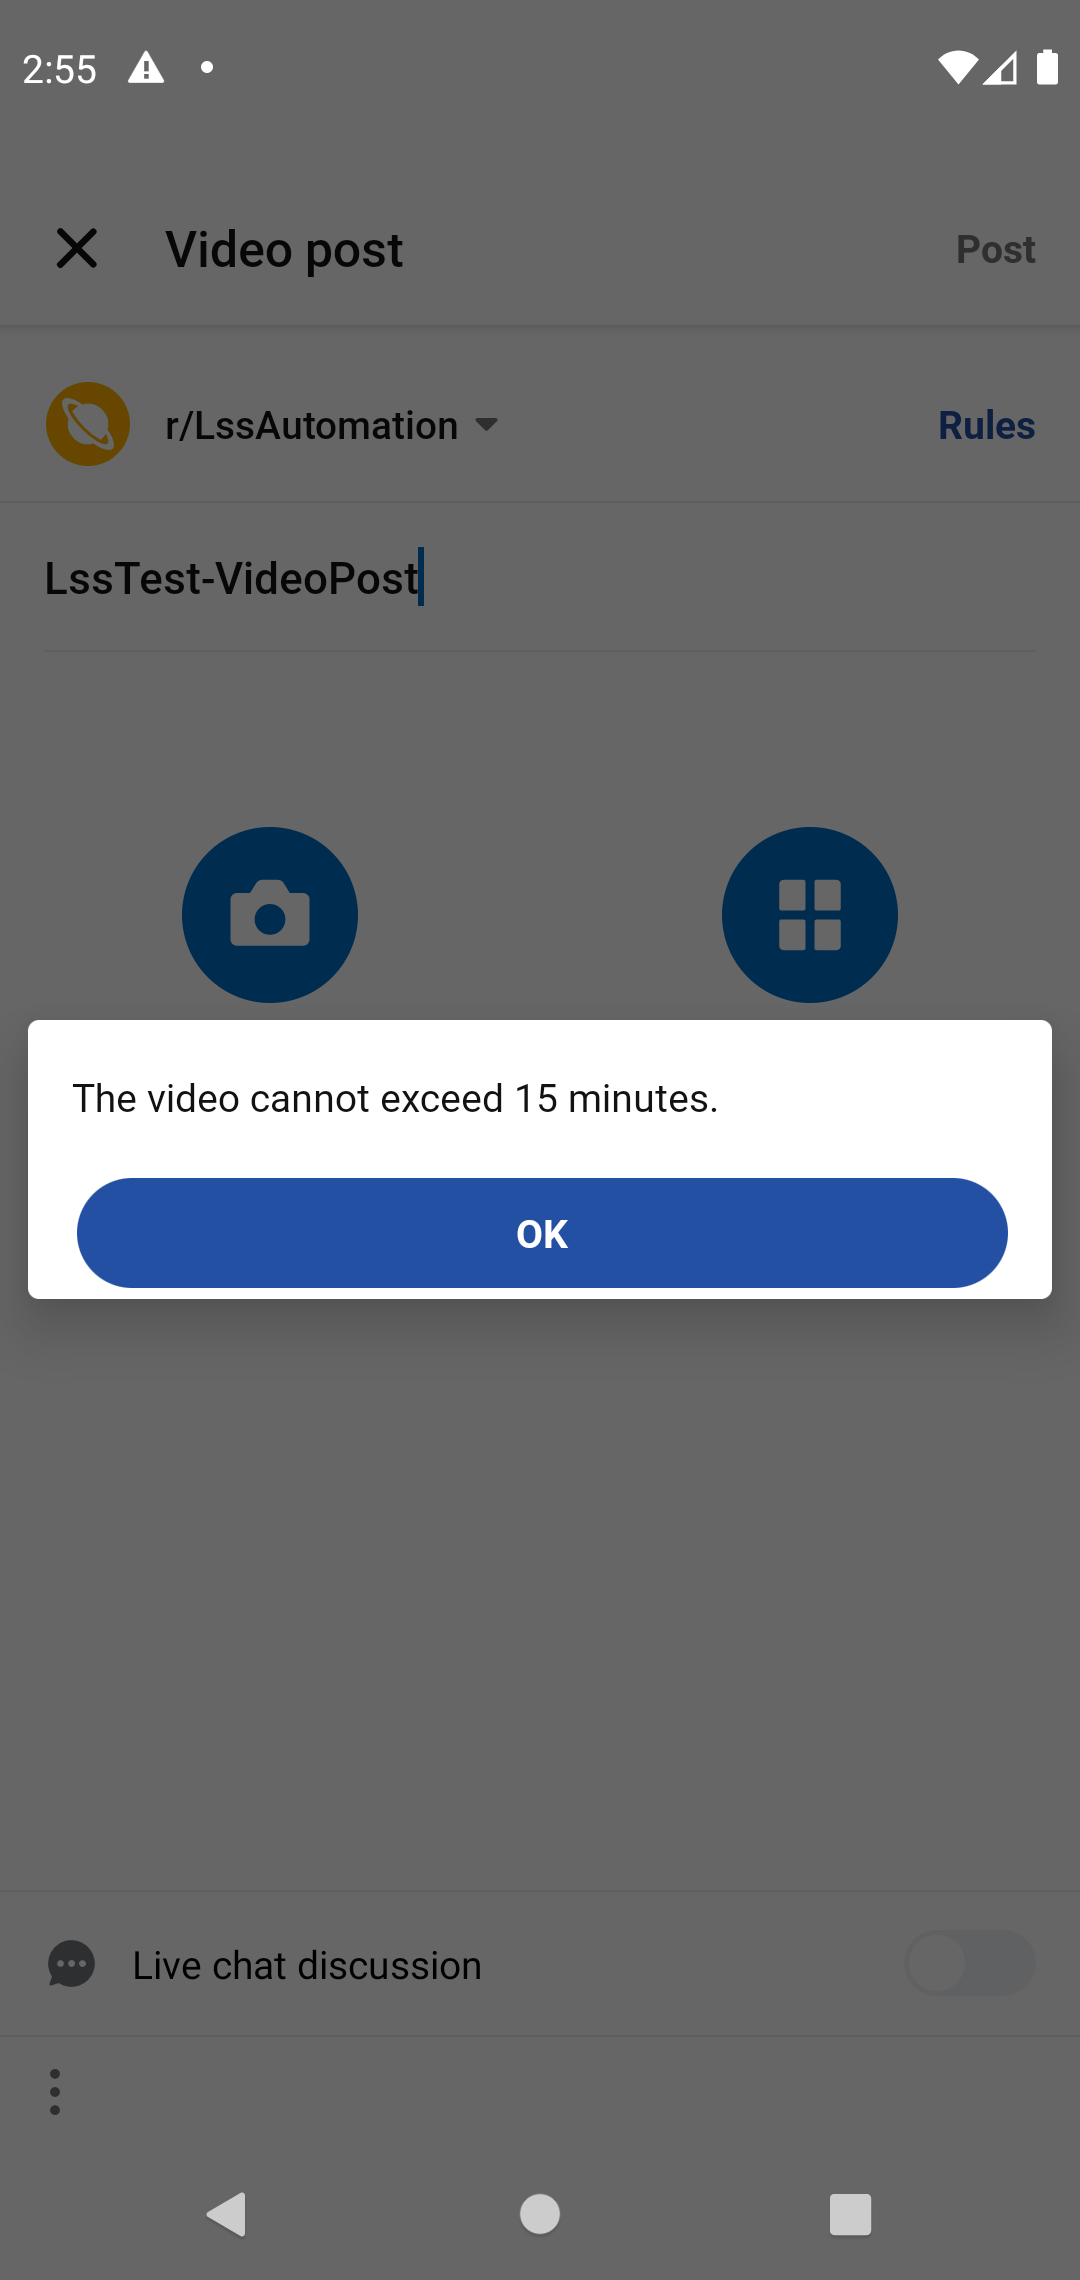 2:55
Video post
Post
r/LssAutomation
Rules
LssTest-VideoPost
The video cannot exceed 15 minutes.
OK
Live chat discussion